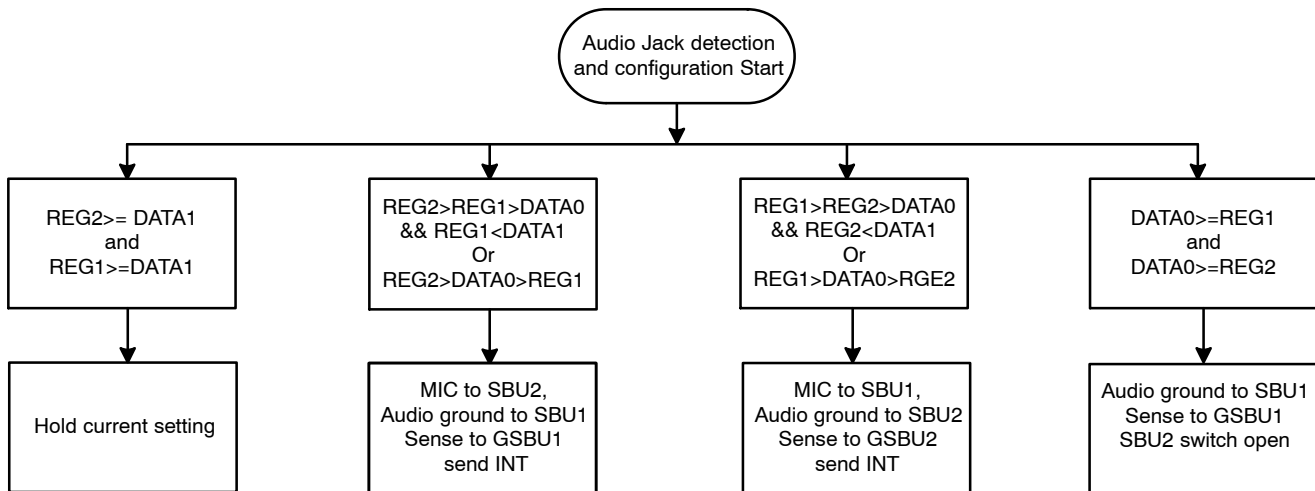 Audio Jack detection
and configuration Start
REG2>= DATA1
and
REG1>=DATA1
REG2>REG1>DATA0
&& REG1<DATA1
Or
REG2>DATA0>REG1
REG1>REG2>DATA0
&& REG2<DATA1
Or
REG1>DATA0>RGE2
DATA0>=REG1
and
DATA0>=REG2
Hold current setting
MIC to SBU2,
Audio ground to SBU1
Sense to GSBU1
send INT
MIC to SBU1,
Audio ground to SBU2
Sense to GSBU2
send INT
Audio ground to SBU1
Sense to GSBU1
SBU2 switch open